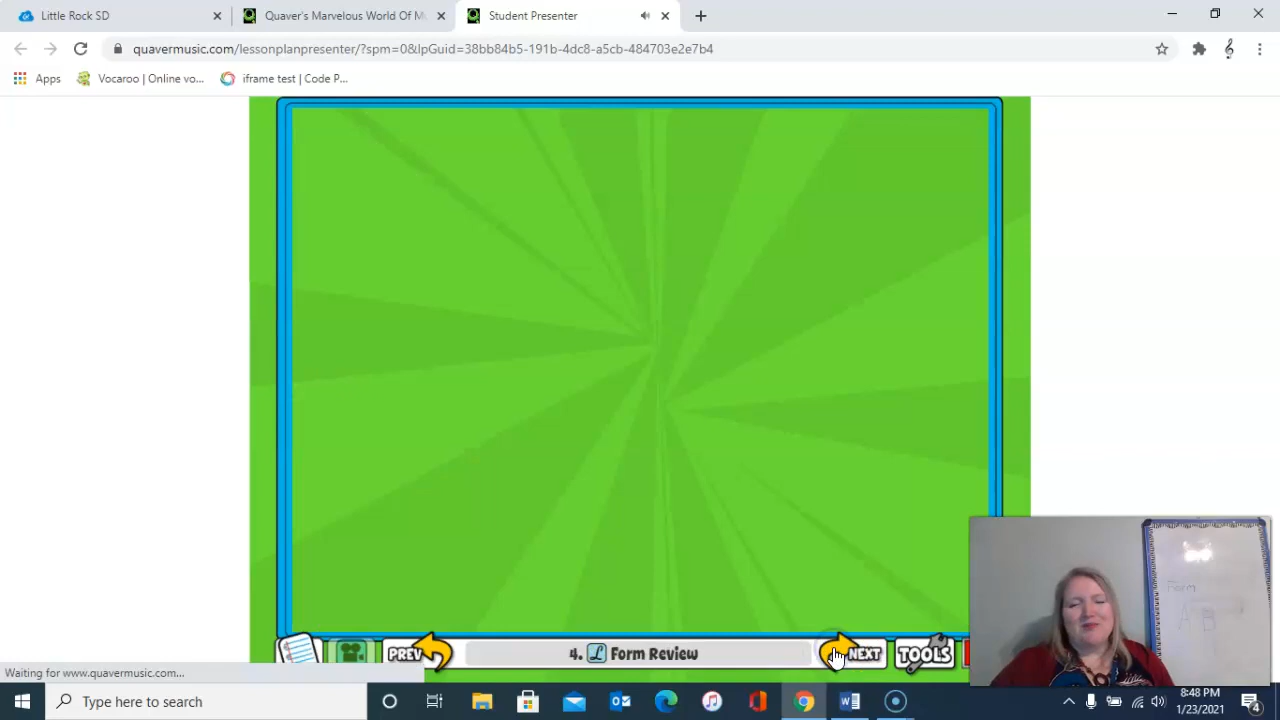 Little Rock SD
Quaver's Marvelous World Of M
Student Presenter
quavermusic.com/lessonplanpresenter/?spm=0&lpGuid=38bb84b5-191b-4dc8-a5cb-484703e2e7b4
Apps
Vocaroo | Online vo...
iframe test | Code P...
Form
A B
PREV
4. L Form Review
NEXT
TOOLS
Waiting for www.quavermusic.com...
Type here to search
8:48 PM
1/23/2021
4